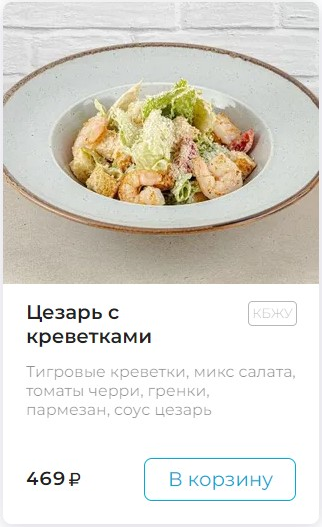 Цезарь с
КБЖУ
креветками
Тигровые креветки, микс салата,
томаты черри, гренки,
пармезан, соус цезарь
469 ₽
В корзину